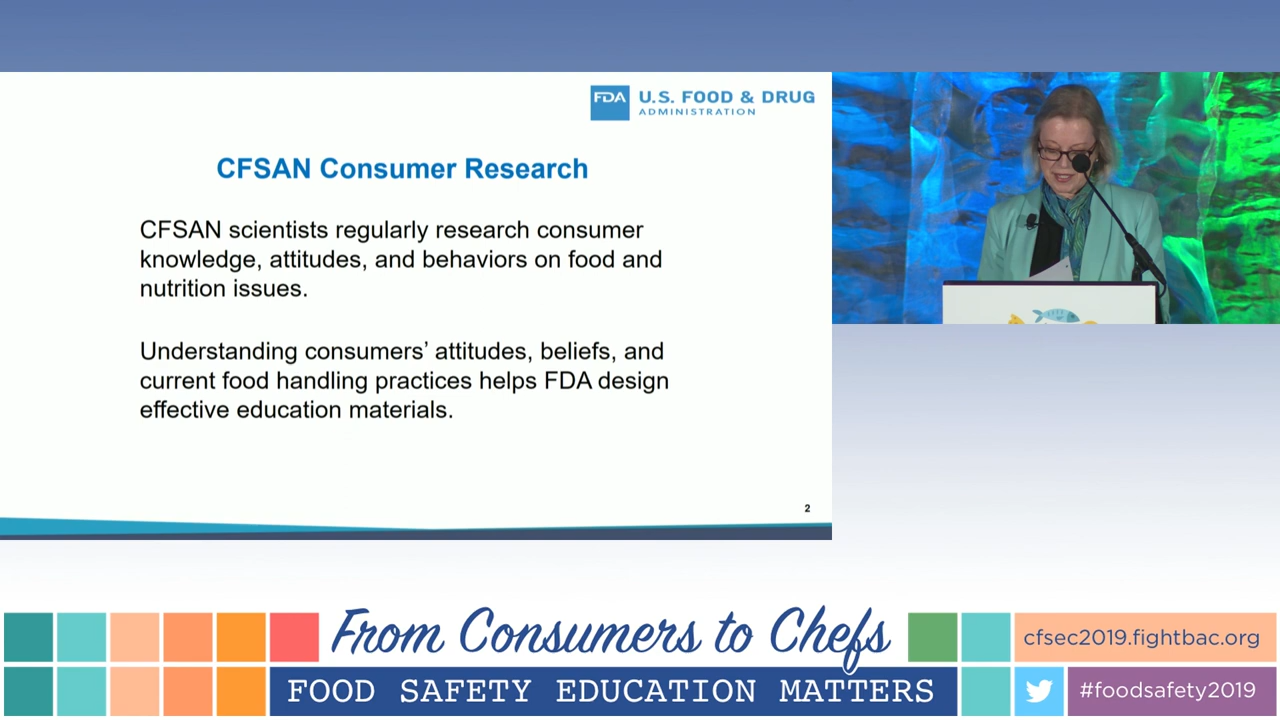 FDA
U.S. FOOD & DRUG
ADMINISTRATION
CFSAN Consumer Research
CFSAN scientists regularly research consumer
knowledge, attitudes, and behaviors on food and
nutrition issues.
Understanding consumers’ attitudes, beliefs, and
current food handling practices helps FDA design
effective education materials.
2
From Consumers to Chefs
FOOD SAFETY EDUCATION MATTERS
cfsec2019.fightbac.org
#foodsafety2019